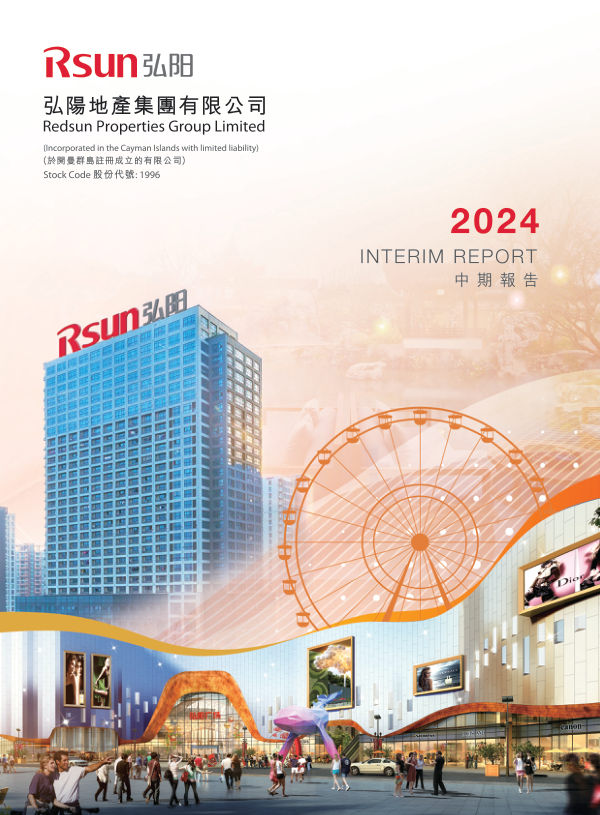 Rsun弘阳
弘陽地產集團有限公司
Redsun Properties Group Limited
(Incorporated in the Cayman Islands with limited liability)
(於開曼群島註冊成立的有限公司)
Stock Code 股份代號: 1996
2024
INTERIM REPORT
中期報告
Rsun弘阳
Dior
canon